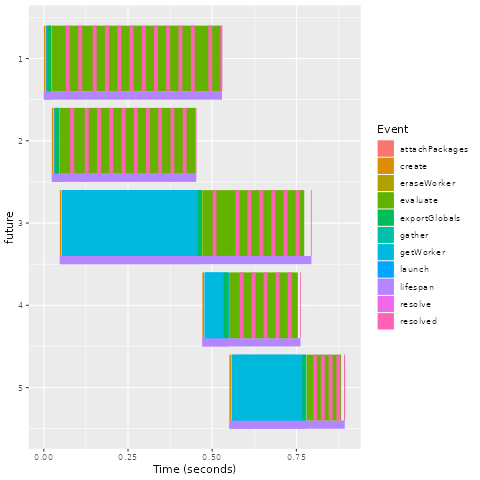 Event
attachPackages
create
eraseWorker
evaluate
exportGlobals
gather
getWorker
launch
lifespan
resolve
resolved
future
1
2
3
4
5
0.00 0.25 0.50 0.75
Time (seconds)